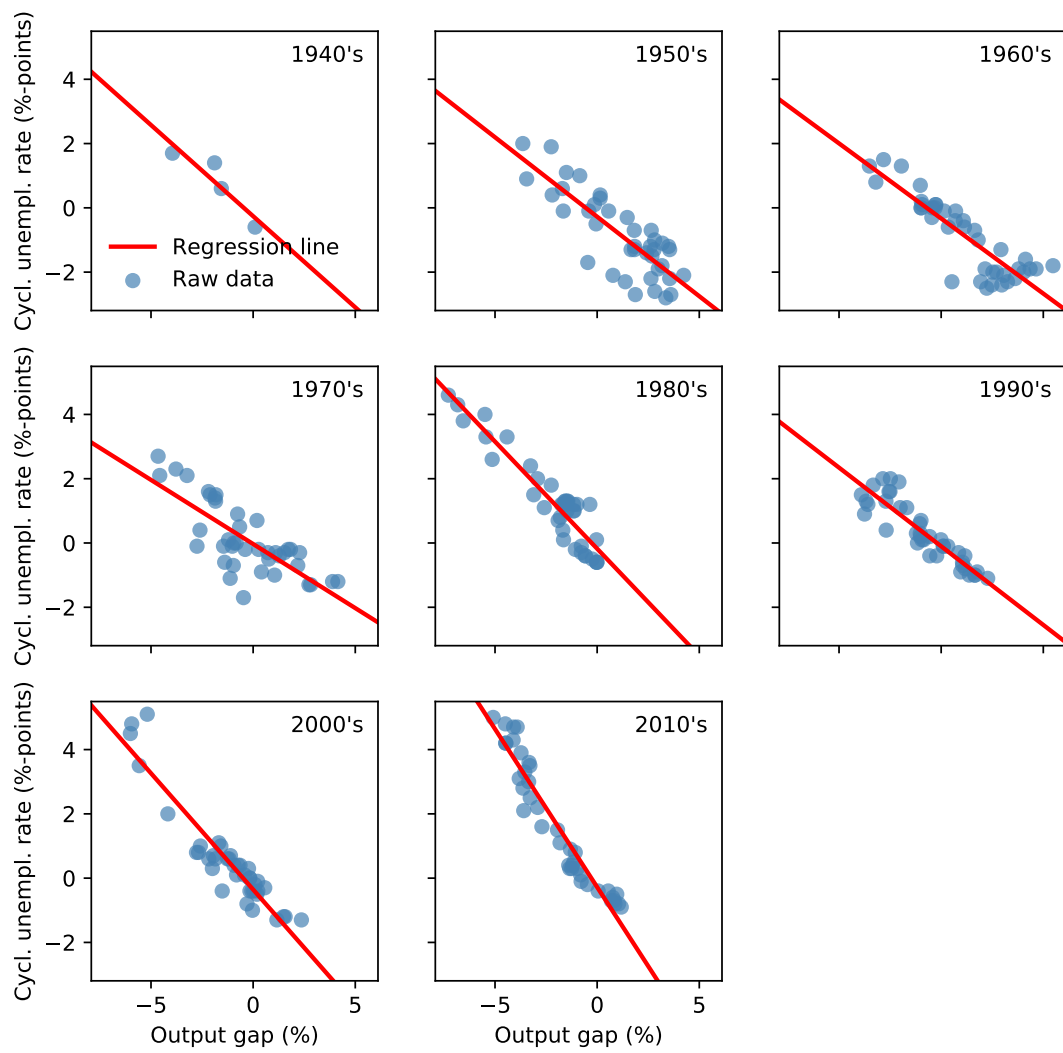 Cycl. unempl. rate (%-points)
4
2
0
−2
1940's
Regression line
Raw data
1950's
1960's
Cycl. unempl. rate (%-points)
4
2
0
−2
1970's
1980's
1990's
Cycl. unempl. rate (%-points)
4
2
0
−2
2000's
−5 0 5
Output gap (%)
2010's
−5 0 5
Output gap (%)